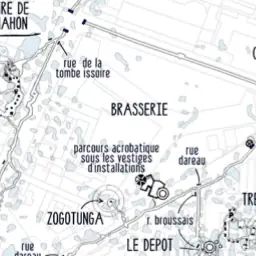 RE DE
AHON
rue de la
tombe issoire
BRASSERIE
parcours acrobatique
sous les vestiges
d'installations
rue
dareau
ZOGOTUNGA
r. broussais
TRE
LE DEPOT
rue
dareau